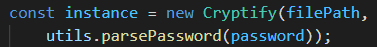 const instance = new Cryptify(filePath,
utils.parsePassword(password));